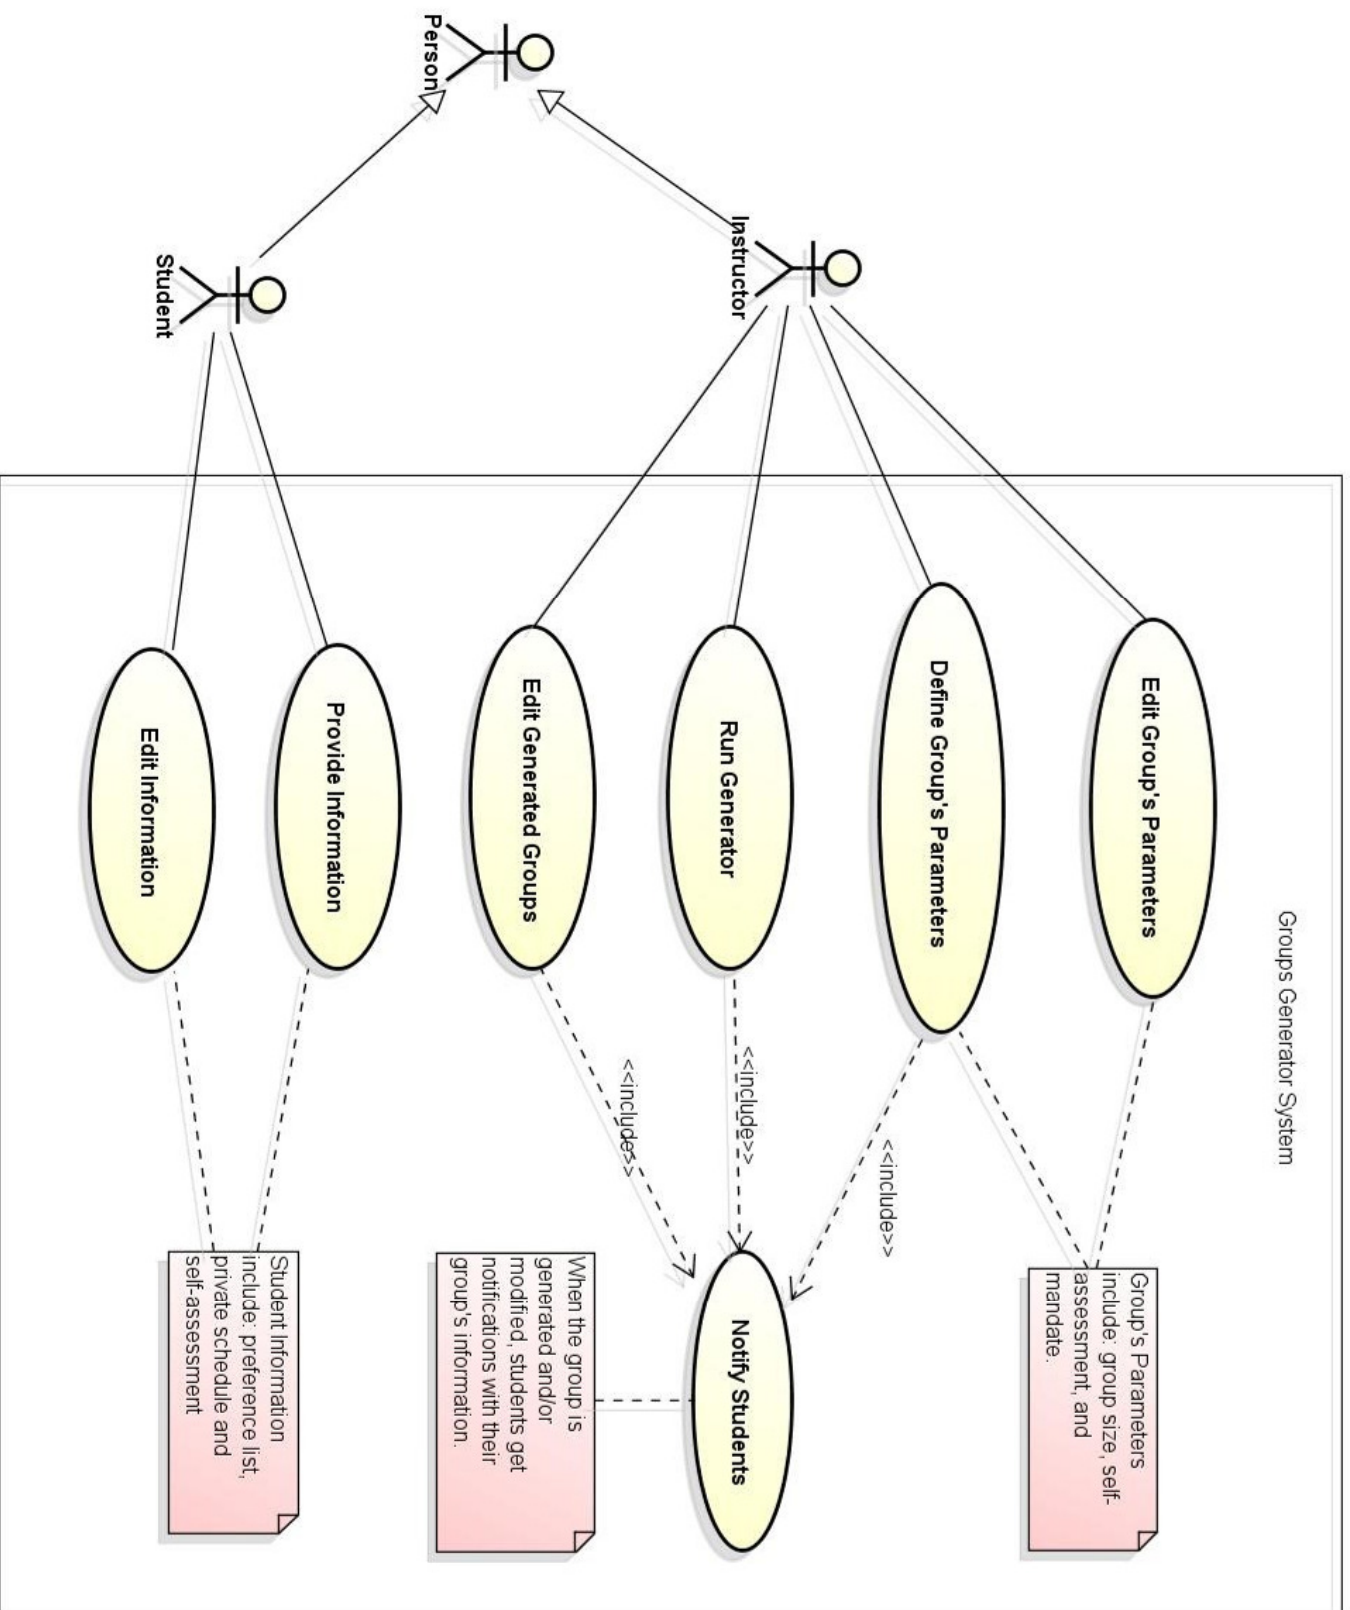 Groups Generator System
Edit Group's Parameters
Group's Parameters
include: group size, self-
assessment, and
mandate.
Define Group's Parameters
<<include>>
Instructor
Run Generator
<<include>>
Notify Students
Edit Generated Groups
<<include>>
When the group is
generated and/or
modified, students get
notifications with their
group's information.
Person
Provide Information
Student Information
include: preference list,
private schedule and
self-assessment
Student
Edit Information